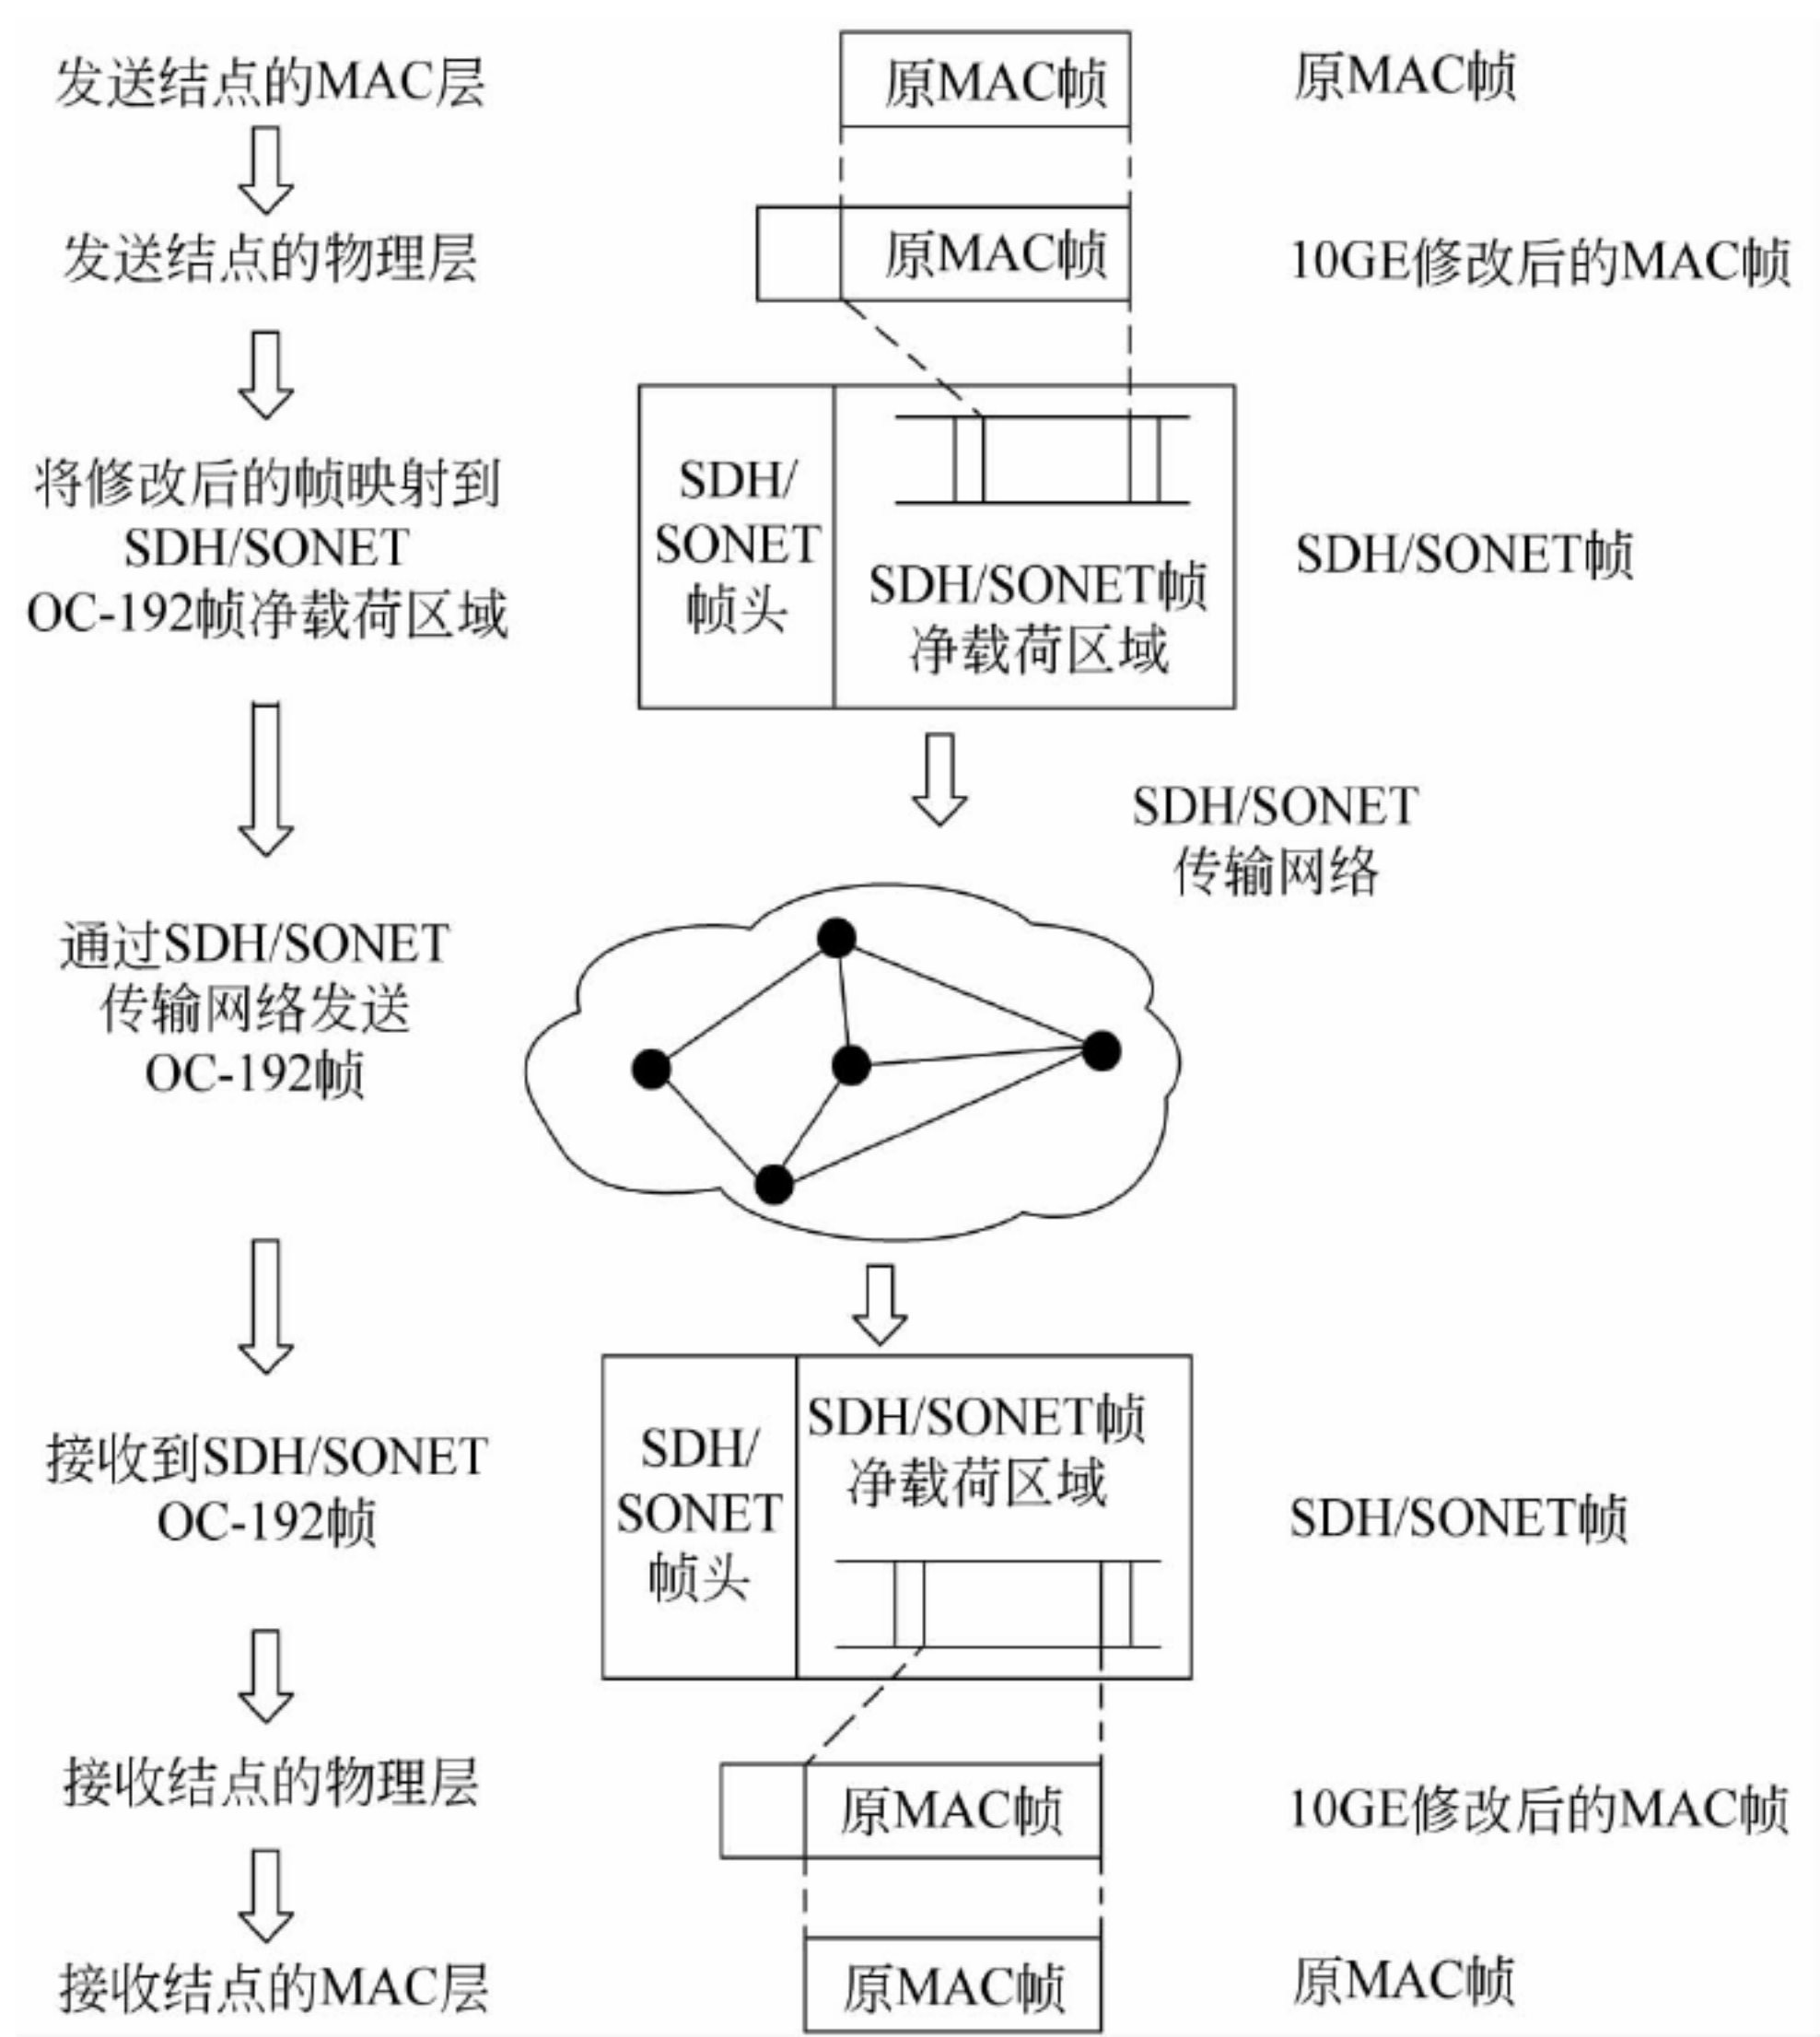 发送结点的MAC层
原MAC帧
原MAC帧
发送结点的物理层
原MAC帧
10GE修改后的MAC帧
将修改后的帧映射到
SDH/SONET
OC-192帧净载荷区域
SDH/
SONET
帧头
SDH/SONET帧
净载荷区域
SDH/SONET帧
SDH/SONET
传输网络
通过SDH/SONET
传输网络发送
OC-192帧
接收到SDH/SONET
OC-192帧
SDH/
SONET
帧头
SDH/SONET帧
净载荷区域
SDH/SONET帧
接收结点的物理层
原MAC帧
10GE修改后的MAC帧
接收结点的MAC层
原MAC帧
原MAC帧